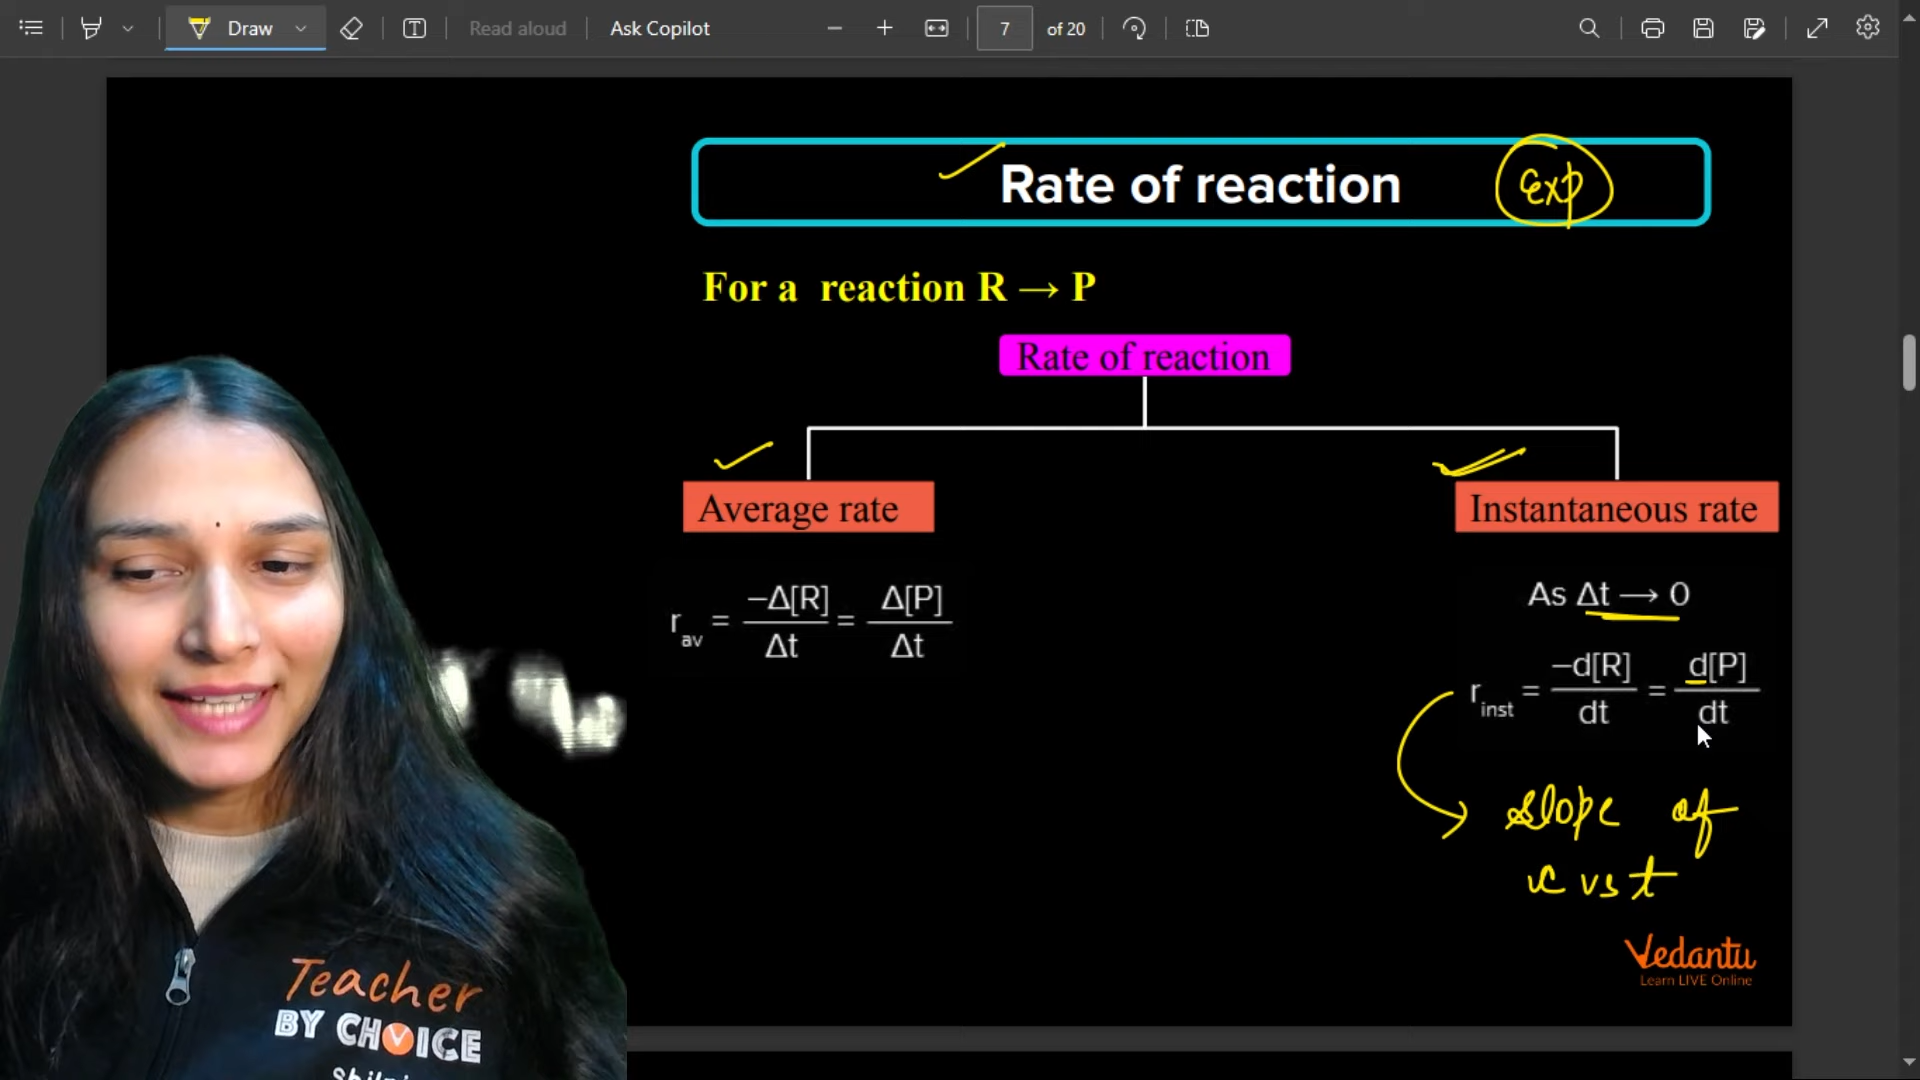 Draw
Read aloud
Ask Copilot
7
of 20
Rate of reaction
Exp
For a reaction R → P
Rate of reaction
Average rate
Instantaneous rate
As Δt → 0
r_av = −Δ[R]/Δt = Δ[P]/Δt
r_inst = −d[R]/dt = d[P]/dt
slope of
c vs t
Vedantu
Learn LIVE Online
Teacher
BY CHOICE